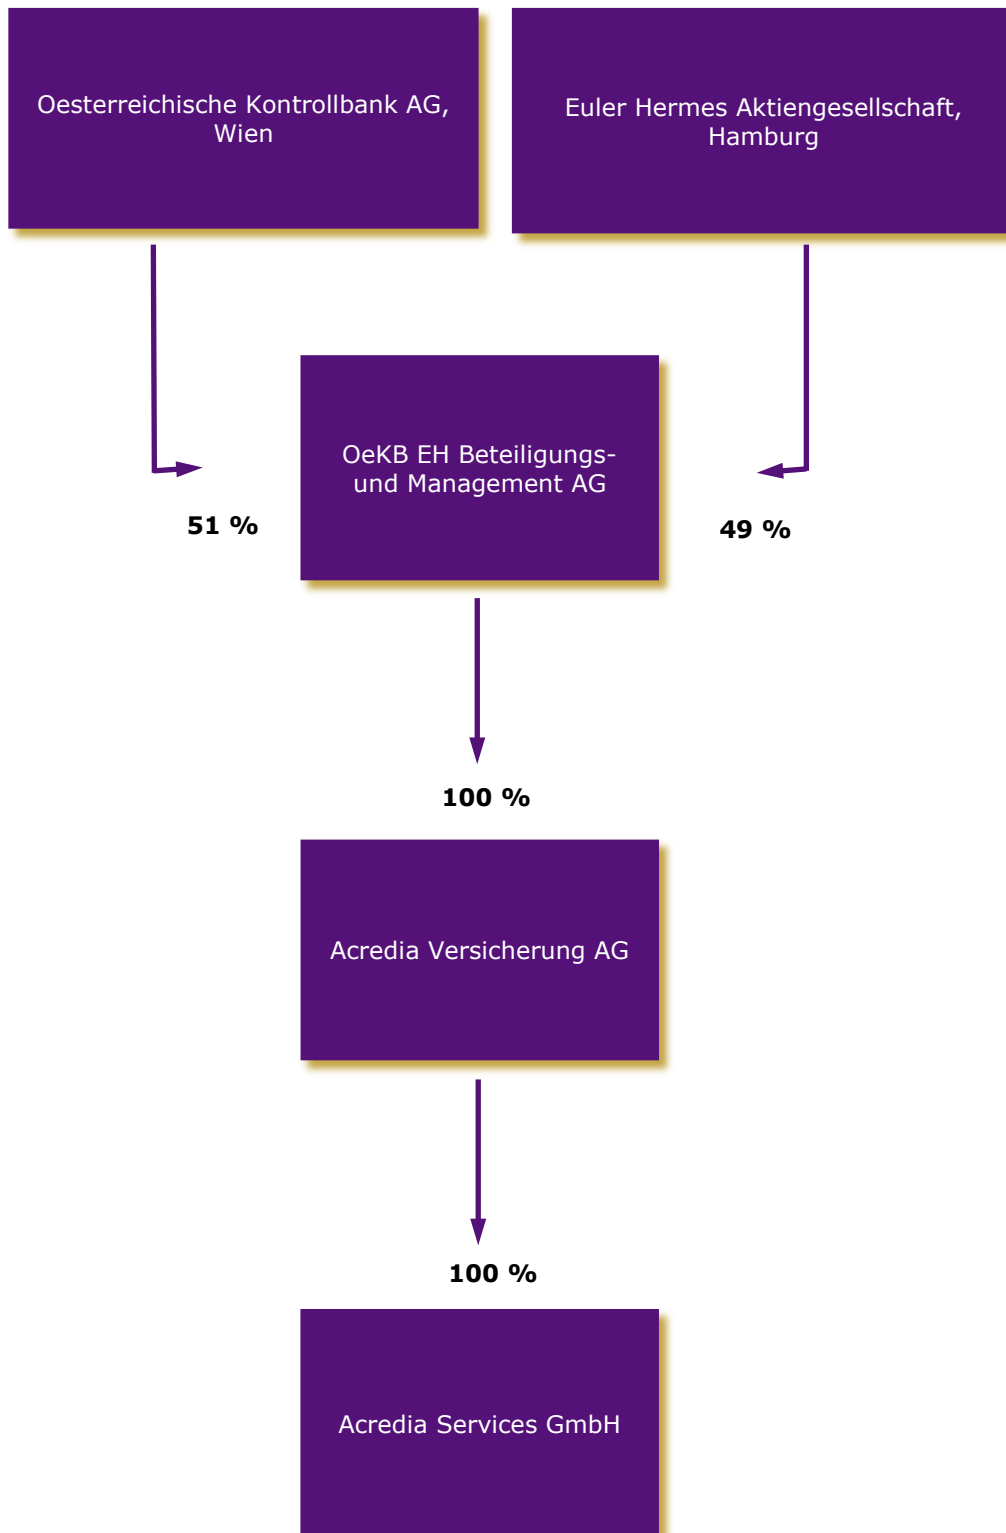 Oesterreichische Kontrollbank AG,
Wien
Euler Hermes Aktiengesellschaft,
Hamburg
OeKB EH Beteiligungs-
und Management AG
51 %
49 %
100 %
Acredia Versicherung AG
100 %
Acredia Services GmbH